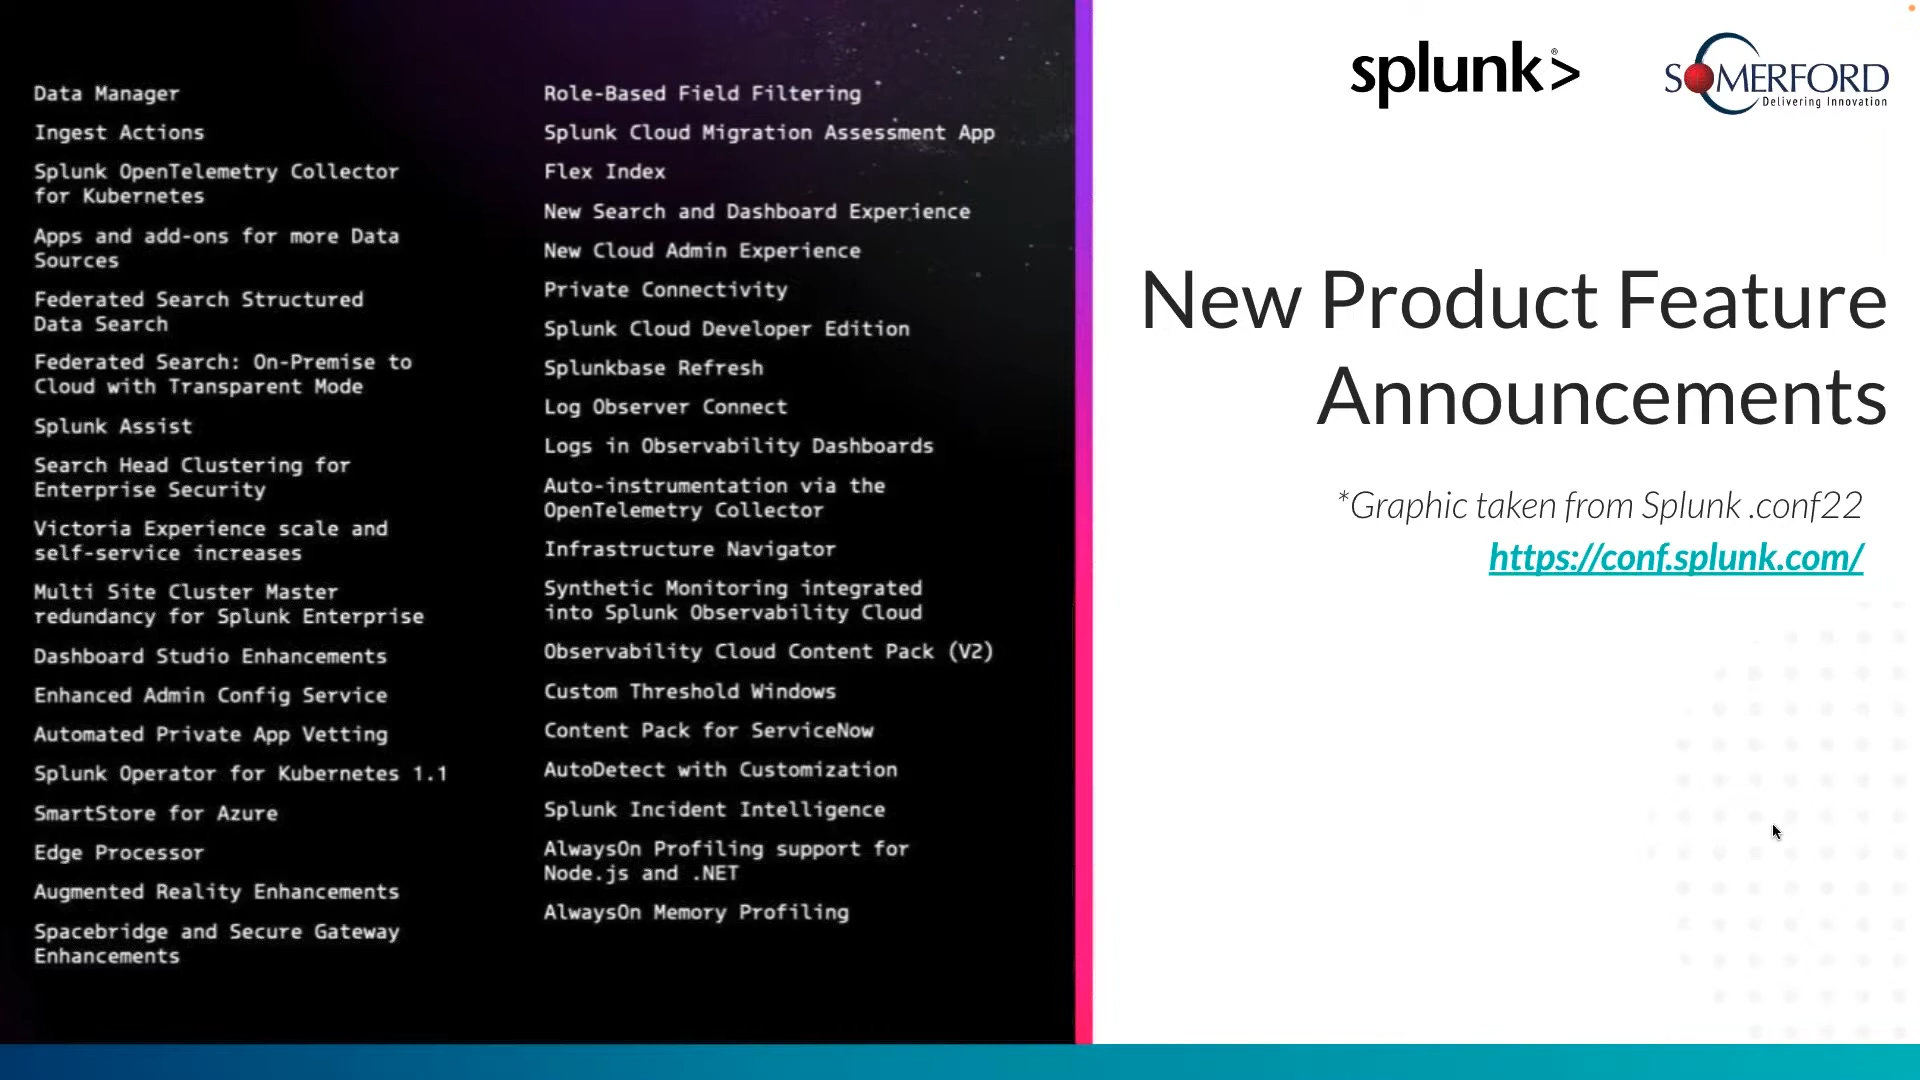 Data Manager
Ingest Actions
Splunk OpenTelemetry Collector
for Kubernetes
Apps and add-ons for more Data
Sources
Federated Search Structured
Data Search
Federated Search: On-Premise to
Cloud with Transparent Mode
Splunk Assist
Search Head Clustering for
Enterprise Security
Victoria Experience scale and
self-service increases
Multi Site Cluster Master
redundancy for Splunk Enterprise
Dashboard Studio Enhancements
Enhanced Admin Config Service
Automated Private App Vetting
Splunk Operator for Kubernetes 1.1
SmartStore for Azure
Edge Processor
Augmented Reality Enhancements
Spacebridge and Secure Gateway
Enhancements
Role-Based Field Filtering
Splunk Cloud Migration Assessment App
Flex Index
New Search and Dashboard Experience
New Cloud Admin Experience
Private Connectivity
Splunk Cloud Developer Edition
Splunkbase Refresh
Log Observer Connect
Logs in Observability Dashboards
Auto-instrumentation via the
OpenTelemetry Collector
Infrastructure Navigator
Synthetic Monitoring integrated
into Splunk Observability Cloud
Observability Cloud Content Pack (V2)
Custom Threshold Windows
Content Pack for ServiceNow
AutoDetect with Customization
Splunk Incident Intelligence
AlwaysOn Profiling support for
Node.js and .NET
AlwaysOn Memory Profiling
splunk>®
SOMERFORD
Delivering Innovation
New Product Feature
Announcements
*Graphic taken from Splunk .conf22
https://conf.splunk.com/